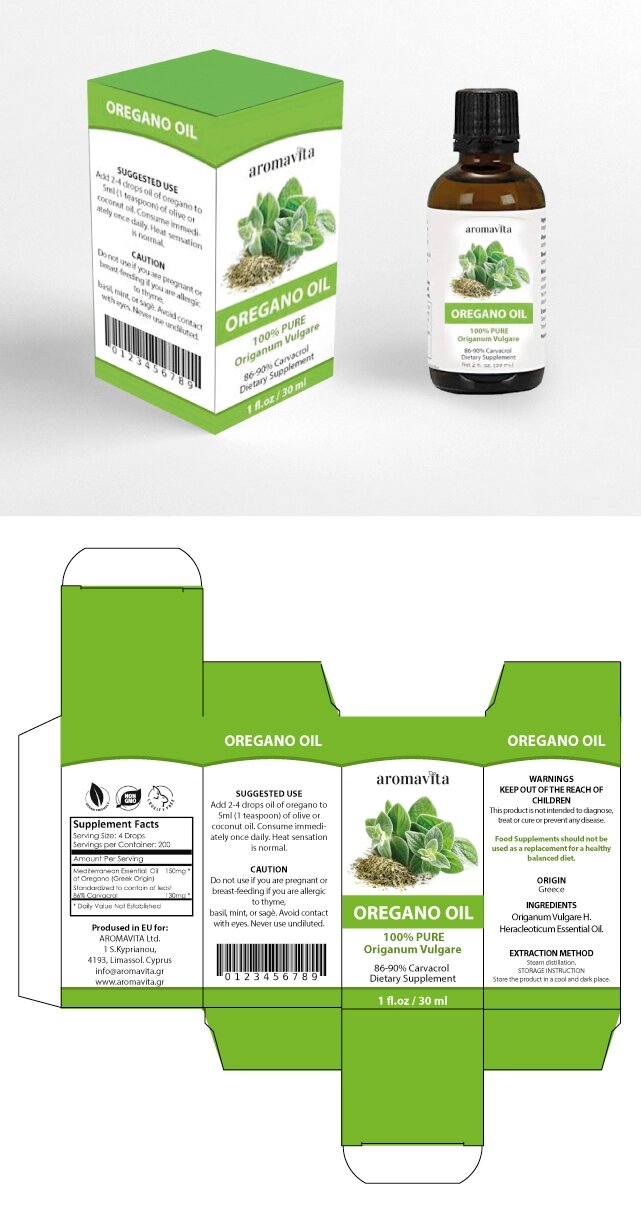 OREGANO OIL
SUGGESTED USE
Add 2-4 drops oil of oregano to
5ml (1 teaspoon) of olive or
coconut oil. Consume immedi-
ately once daily. Heat sensation
is normal.
CAUTION
Do not use if you are pregnant or
breast-feeding if you are allergic
to thyme,
basil, mint, or sagè. Avoid contact
with eyes. Never use undiluted.
0123456789
aromavita
OREGANO OIL
100% PURE
Origanum Vulgare
86-90% Carvacrol
Dietary Supplement
1 fl.oz / 30 ml
aromavita
OREGANO OIL
100% PURE
Origanum Vulgare
86-90% Carvacrol
Dietary Supplement
NON
GMO
CRUELTY FREE
Supplement Facts
Serving Size: 4 Drops
Servings per Container: 200
Amount Per Serving
Mediterranean Essential Oil 150mg *
of Oregano (Greek Origin)
Standardized to contain at least
86% Carvacrol 130mg *
* Daily Value Not Established
Prodused in EU for:
AROMAVITA Ltd.
1 S.Kyprianou,
4193, Limassol. Cyprus
info@aromavita.gr
www.aromavita.gr
OREGANO OIL
SUGGESTED USE
Add 2-4 drops oil of oregano to
5ml (1 teaspoon) of olive or
coconut oil. Consume immedi-
ately once daily. Heat sensation
is normal.
CAUTION
Do not use if you are pregnant or
breast-feeding if you are allergic
to thyme,
basil, mint, or sagè. Avoid contact
with eyes. Never use undiluted.
0123456789
aromavita
OREGANO OIL
100% PURE
Origanum Vulgare
86-90% Carvacrol
Dietary Supplement
1 fl.oz / 30 ml
OREGANO OIL
WARNINGS
KEEP OUT OF THE REACH OF
CHILDREN
This product is not intended to diagnose,
treat or cure or prevent any disease.
Food Supplements should not be
used as a replacement for a healthy
balanced diet.
ORIGIN
Greece
INGREDIENTS
Origanum Vulgare H.
Heracleoticum Essential Oil.
EXTRACTION METHOD
Steam distillation,
STORAGE INSTRUCTION
Store the product in a cool and dark place.